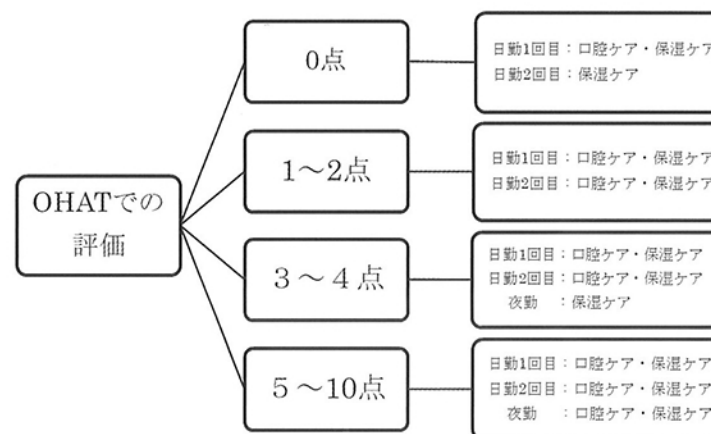 OHATでの
評価
0点
日勤1回目：口腔ケア・保湿ケア
日勤2回目：保湿ケア
1～2点
日勤1回目：口腔ケア・保湿ケア
日勤2回目：口腔ケア・保湿ケア
３～４点
日勤1回目：口腔ケア・保湿ケア
日勤2回目：口腔ケア・保湿ケア
夜勤　：保湿ケア
５～10点
日勤1回目：口腔ケア・保湿ケア
日勤2回目：口腔ケア・保湿ケア
夜勤　：口腔ケア・保湿ケア